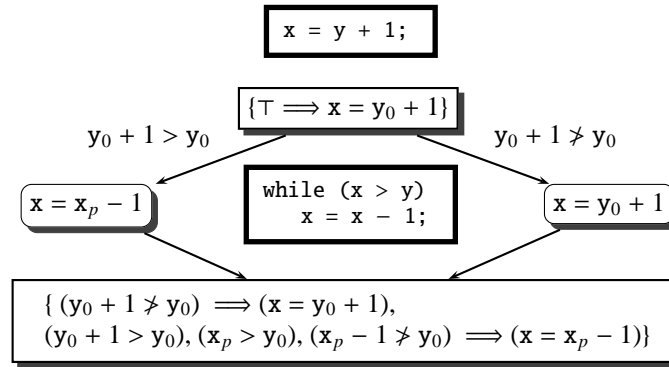 x = y + 1;
{⊤ ⟹ x = y₀ + 1}
y₀ + 1 > y₀
y₀ + 1 ≯ y₀
while (x > y)
x = x − 1;
x = xₚ − 1
x = y₀ + 1
{ (y₀ + 1 ≯ y₀) ⟹ (x = y₀ + 1),
(y₀ + 1 > y₀), (xₚ > y₀), (xₚ − 1 ≯ y₀) ⟹ (x = xₚ − 1)}